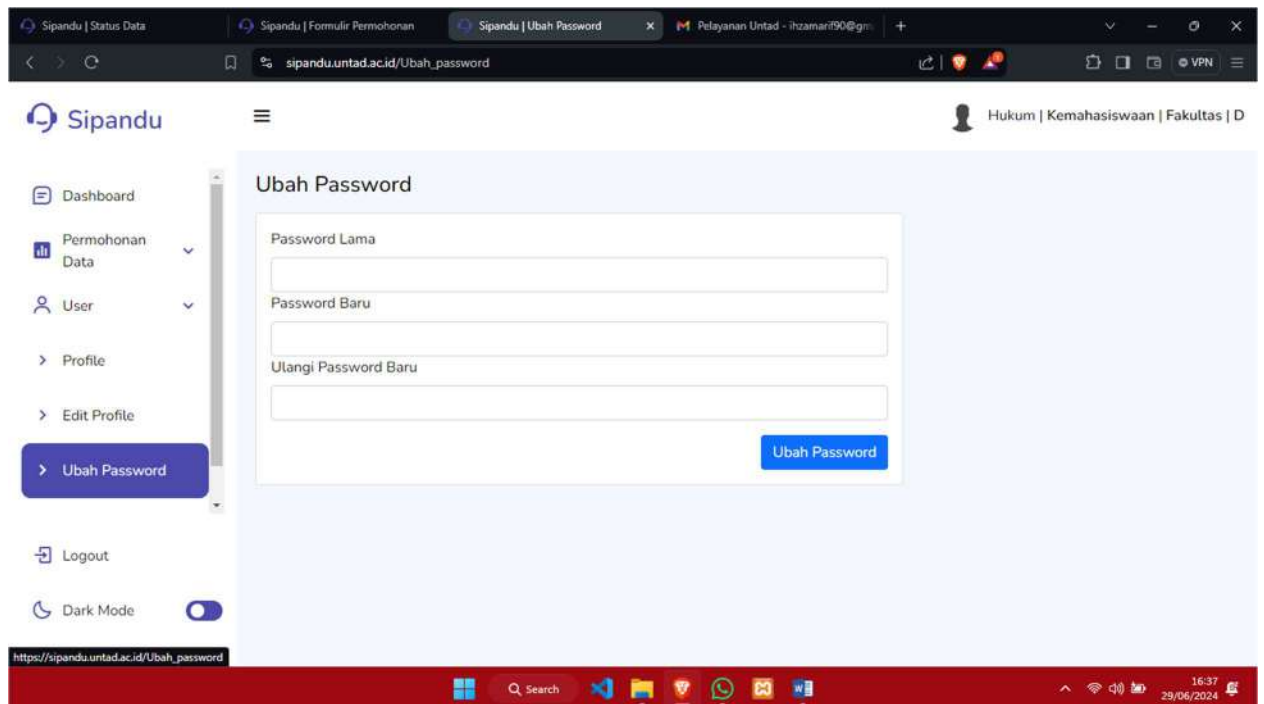 Sipandu | Status Data
Sipandu | Formulir Permohonan
Sipandu | Ubah Password
Pelayanan Untad - ihzamarif90@gm
sipandu.untad.ac.id/Ubah_password
VPN
Sipandu
Hukum | Kemahasiswaan | Fakultas | D
Dashboard
Permohonan
Data
User
Profile
Edit Profile
Ubah Password
Logout
Dark Mode
Ubah Password
Password Lama
Password Baru
Ulangi Password Baru
Ubah Password
https://sipandu.untad.ac.id/Ubah_password
Search
16:37
29/06/2024